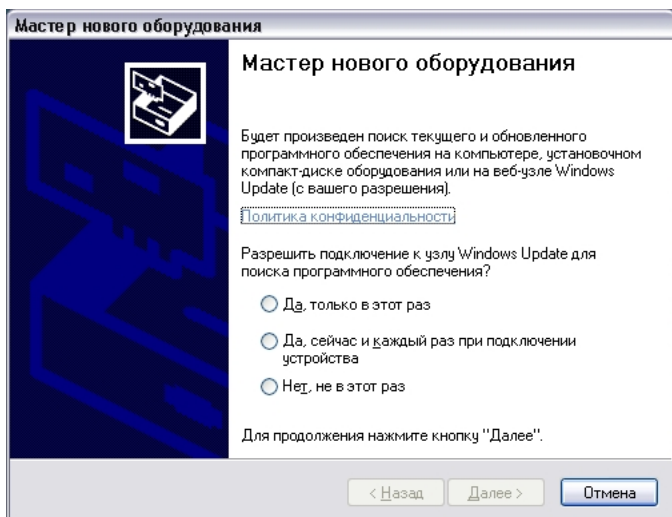 Мастер нового оборудования
Мастер нового оборудования
Будет произведен поиск текущего и обновленного
программного обеспечения на компьютере, установочном
компакт-диске оборудования или на веб-узле Windows
Update (с вашего разрешения).
Политика конфиденциальности
Разрешить подключение к узлу Windows Update для
поиска программного обеспечения?
Да, только в этот раз
Да, сейчас и каждый раз при подключении
устройства
Нет, не в этот раз
Для продолжения нажмите кнопку "Далее".
< Назад Далее > Отмена